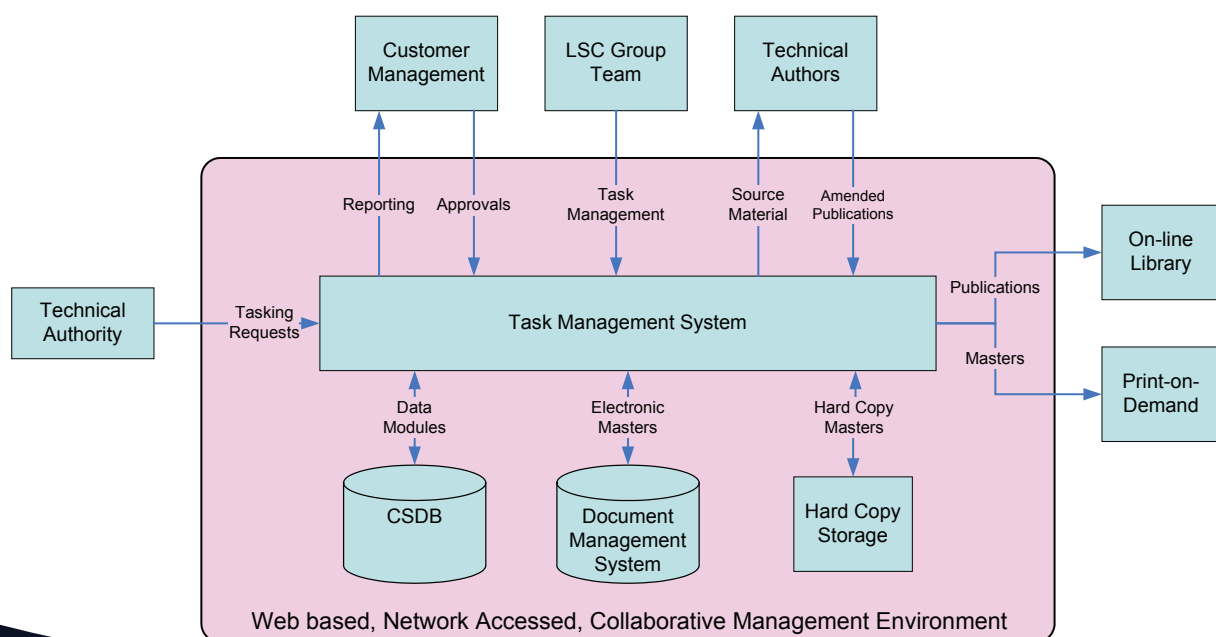 Customer
Management
LSC Group
Team
Technical
Authors
Reporting
Approvals
Task
Management
Source
Material
Amended
Publications
On-line
Library
Technical
Authority
Tasking
Requests
Task Management System
Publications
Masters
Print-on-
Demand
Data
Modules
Electronic
Masters
Hard Copy
Masters
CSDB
Document
Management
System
Hard Copy
Storage
Web based, Network Accessed, Collaborative Management Environment